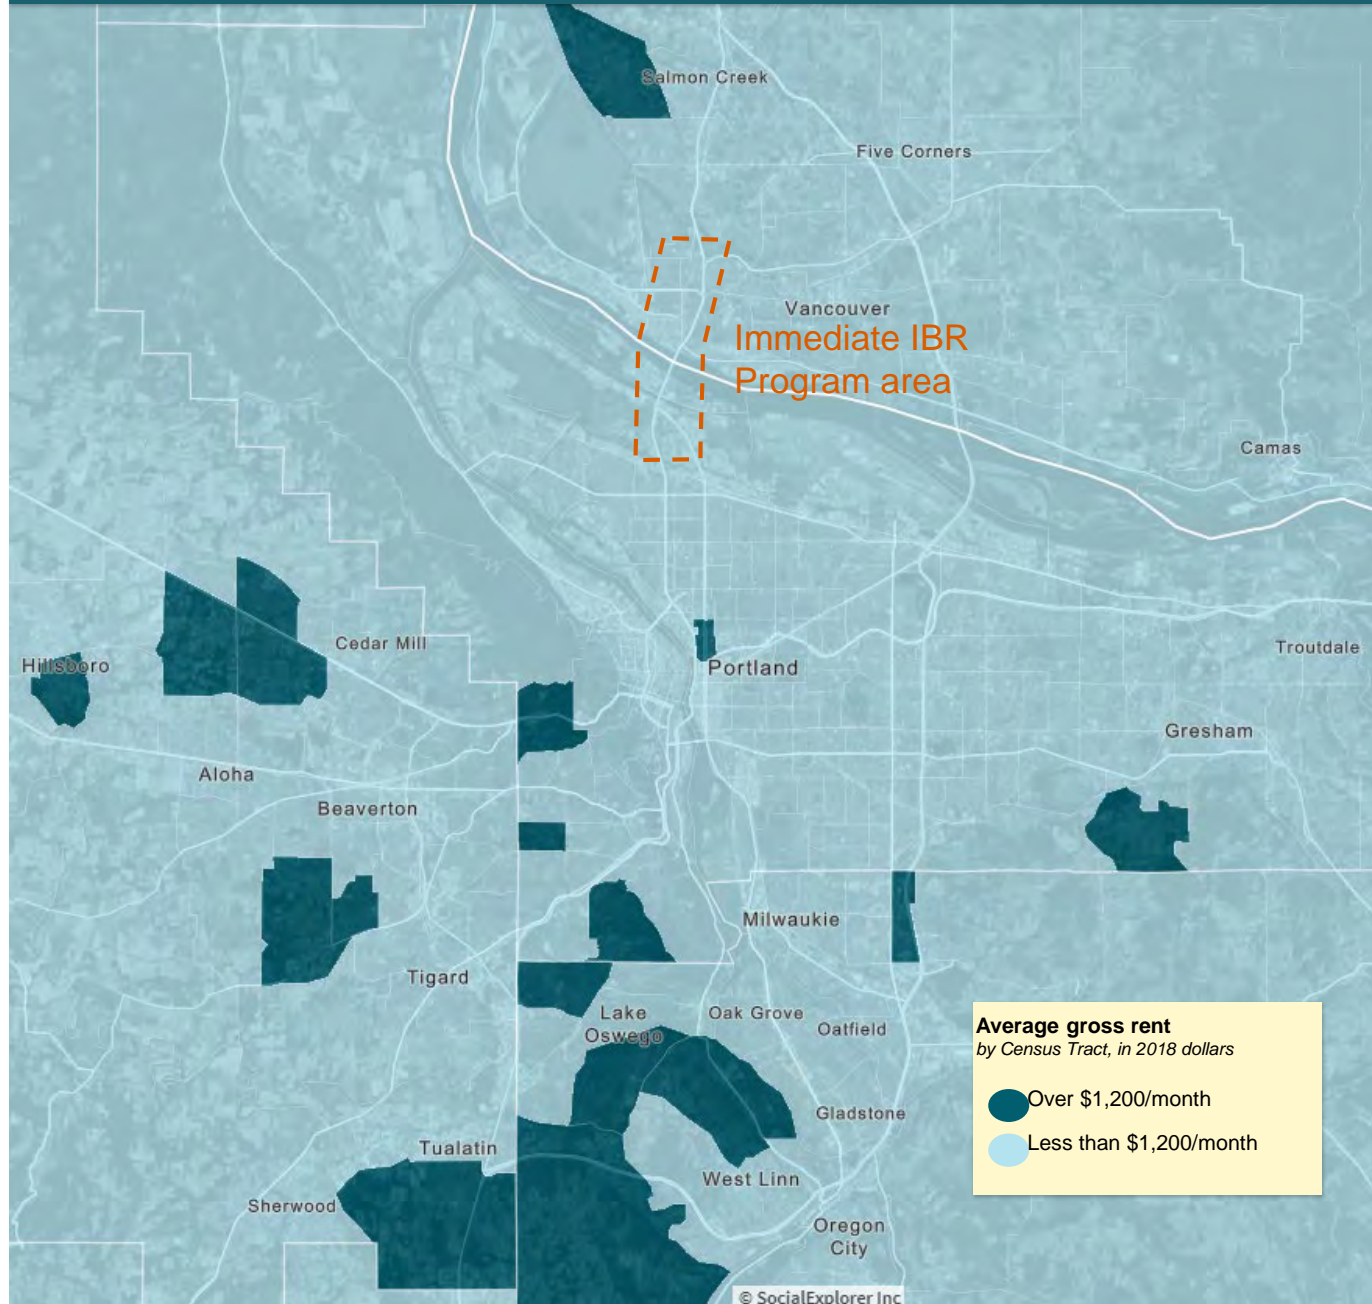 Salmon Creek
Five Corners
Vancouver
Immediate IBR
Program area
Camas
Cedar Mill
Hillsboro
Portland
Troutdale
Gresham
Aloha
Beaverton
Milwaukie
Tigard
Lake
Oswego
Oak Grove
Oatfield
Average gross rent
by Census Tract, in 2018 dollars
Over $1,200/month
Less than $1,200/month
Gladstone
Tualatin
West Linn
Sherwood
Oregon
City
© SocialExplorer Inc